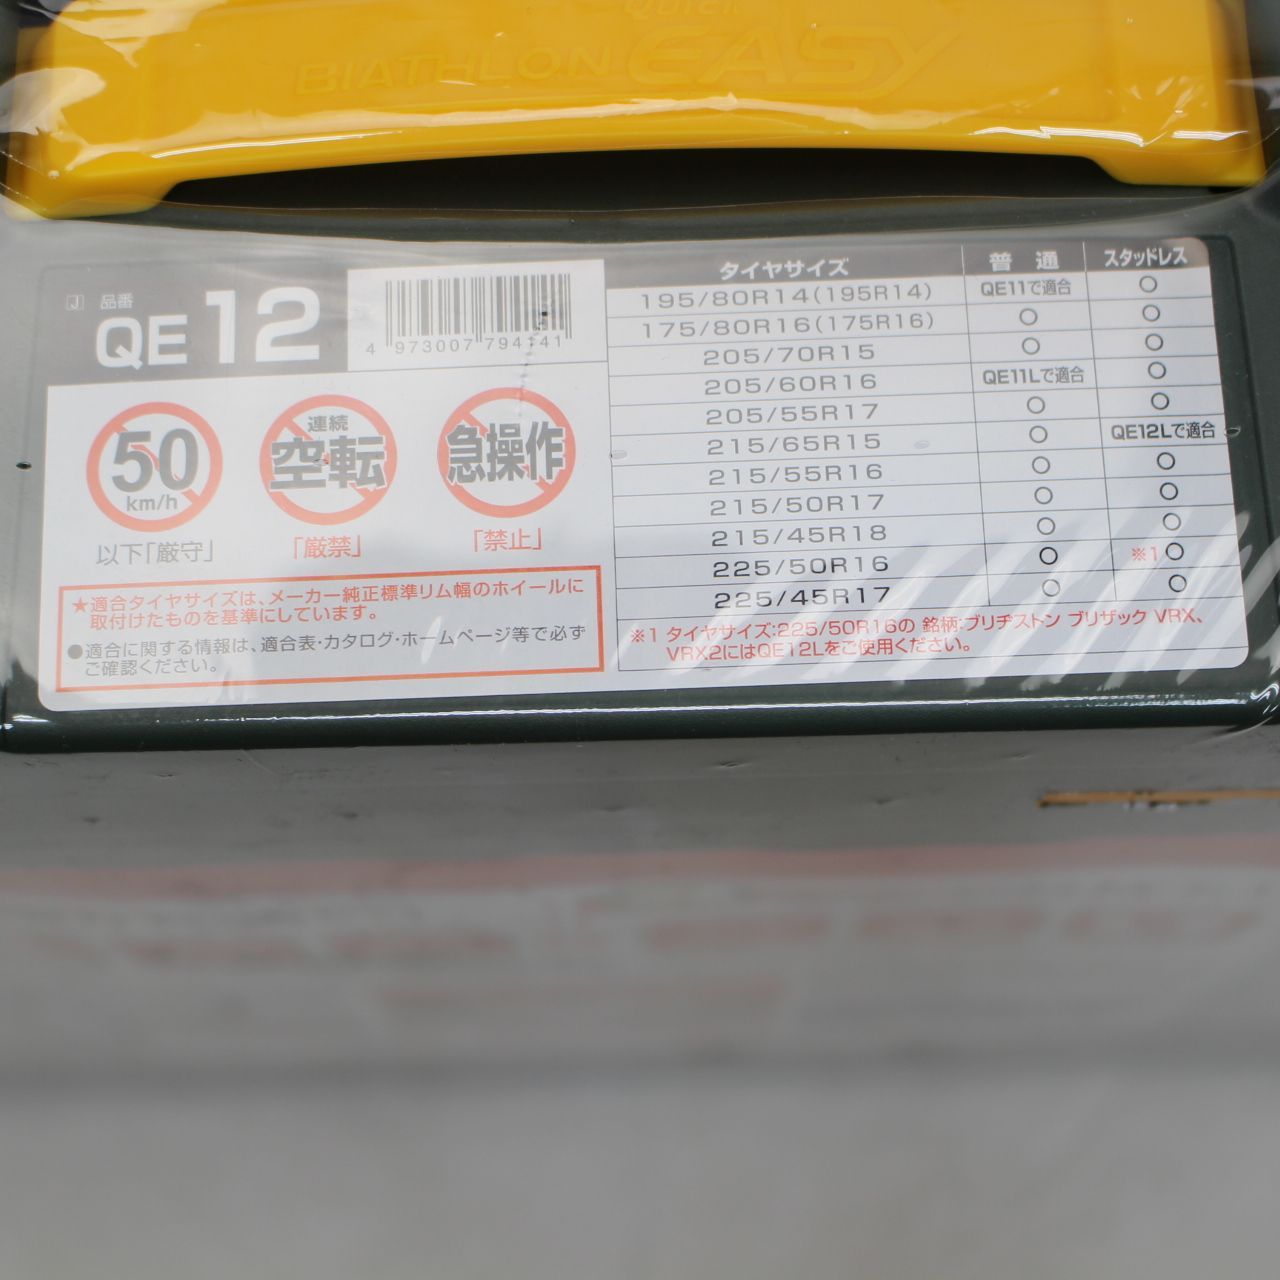 QUICK
BIATHLON EASY
J 品番
QE12
4 973007 794141
50
km/h
以下「厳守」
連続
空転
「厳禁」
急操作
「禁止」
★適合タイヤサイズは、メーカー純正標準リム幅のホイールに
取付けたものを基準にしています。
●適合に関する情報は、適合表・カタログ・ホームページ等で必ず
ご確認ください。
タイヤサイズ 普通 スタッドレス
195/80R14(195R14) QE11で適合 ○
175/80R16(175R16) ○ ○
205/70R15 ○ ○
205/60R16 QE11Lで適合 ○
205/55R17 ○ ○
215/65R15 ○ QE12Lで適合
215/55R16 ○ ○
215/50R17 ○ ○
215/45R18 ○ ○
225/50R16 ○ ※1○
225/45R17 ○ ○
※1 タイヤサイズ:225/50R16の 銘柄:ブリヂストン ブリザック VRX、
VRX2にはQE12Lをご使用ください。